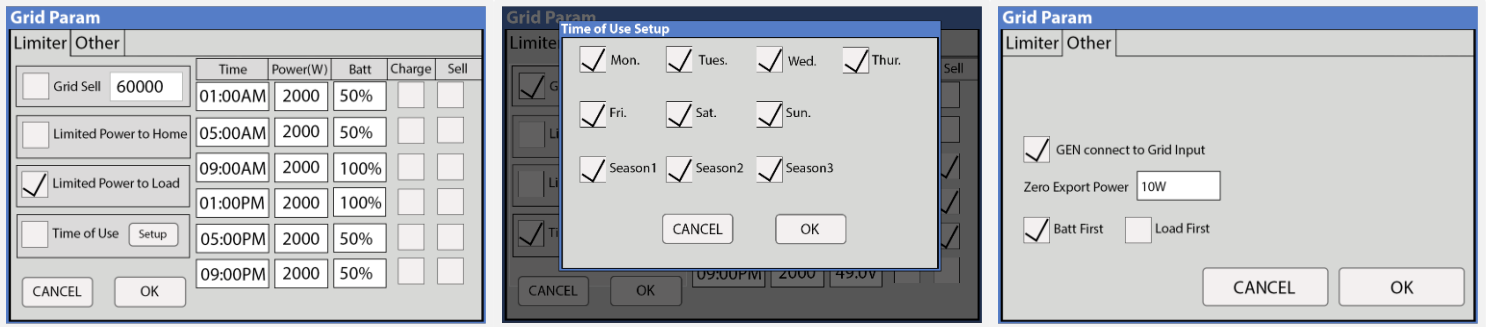 Grid Param
Limiter Other
Time Power(W) Batt Charge Sell
Grid Sell 60000
01:00AM 2000 50%
Limited Power to Home
05:00AM 2000 50%
09:00AM 2000 100%
Limited Power to Load
01:00PM 2000 100%
Time of Use Setup
05:00PM 2000 50%
09:00PM 2000 50%
CANCEL OK
Grid Param
Time of Use Setup
Limite
Sell
Mon. Tues. Wed. Thur.
G
Fri. Sat. Sun.
Li
Season1 Season2 Season3
Li
CANCEL OK
Ti
09:00PM 2000 49.0V
CANCEL OK
Grid Param
Limiter Other
GEN connect to Grid Input
Zero Export Power 10W
Batt First Load First
CANCEL OK